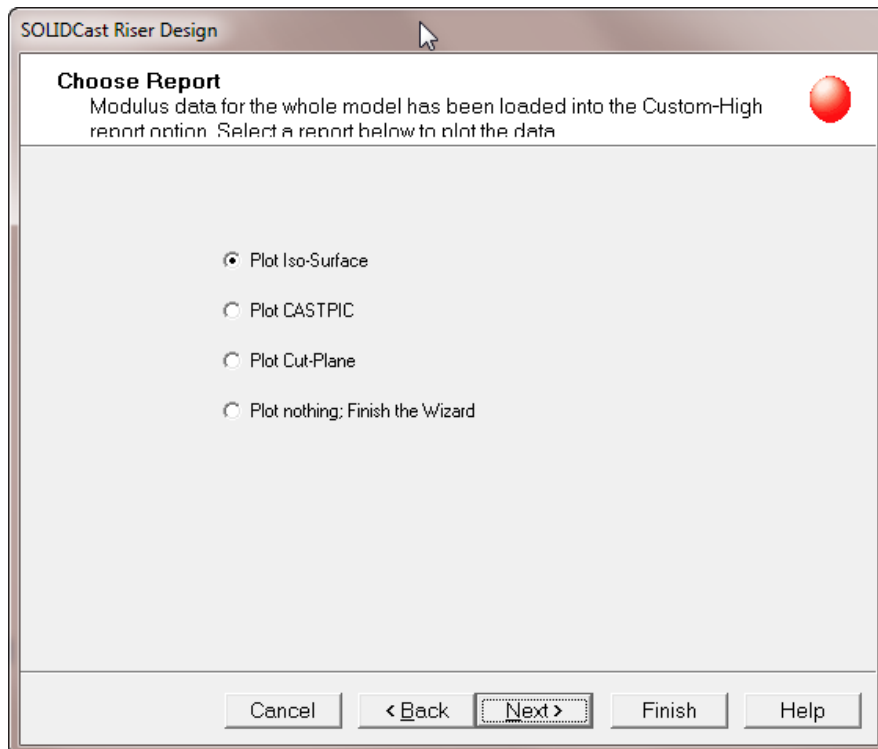 SOLIDCast Riser Design
Choose Report
Modulus data for the whole model has been loaded into the Custom-High
report option. Select a report below to plot the data
Plot Iso-Surface
Plot CASTPIC
Plot Cut-Plane
Plot nothing; Finish the Wizard
Cancel
< Back
Next >
Finish
Help